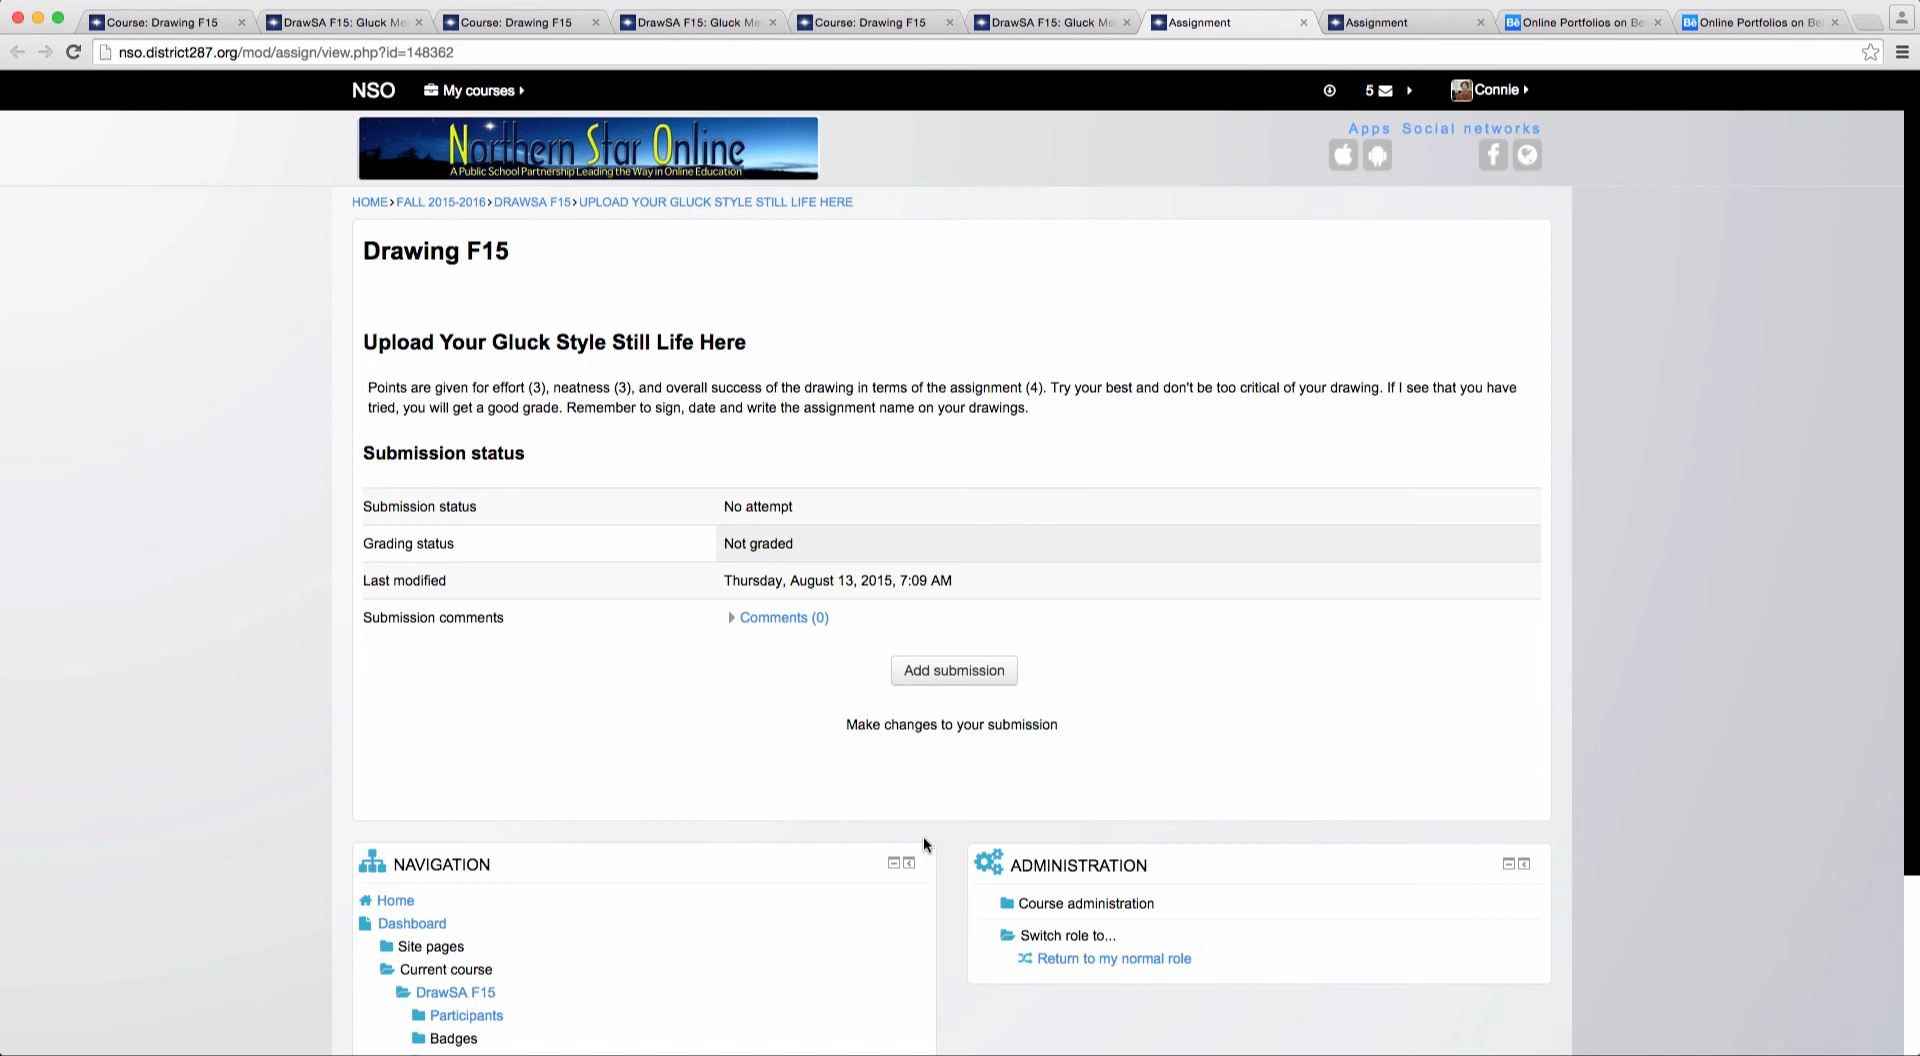 Course: Drawing F15
DrawSA F15: Gluck Me
Course: Drawing F15
DrawSA F15: Gluck Me
Course: Drawing F15
DrawSA F15: Gluck Me
Assignment
Assignment
Bē Online Portfolios on Be
Bē Online Portfolios on Be
nso.district287.org/mod/assign/view.php?id=148362
NSO My courses
5
Connie
Northern Star Online
A Public School Partnership Leading the Way in Online Education
Apps Social networks
HOME FALL 2015-2016 DRAWSA F15 UPLOAD YOUR GLUCK STYLE STILL LIFE HERE
Drawing F15
Upload Your Gluck Style Still Life Here
Points are given for effort (3), neatness (3), and overall success of the drawing in terms of the assignment (4). Try your best and don't be too critical of your drawing. If I see that you have
tried, you will get a good grade. Remember to sign, date and write the assignment name on your drawings.
Submission status
Submission status No attempt
Grading status Not graded
Last modified Thursday, August 13, 2015, 7:09 AM
Submission comments Comments (0)
Add submission
Make changes to your submission
NAVIGATION
Home
Dashboard
Site pages
Current course
DrawSA F15
Participants
Badges
ADMINISTRATION
Course administration
Switch role to...
Return to my normal role